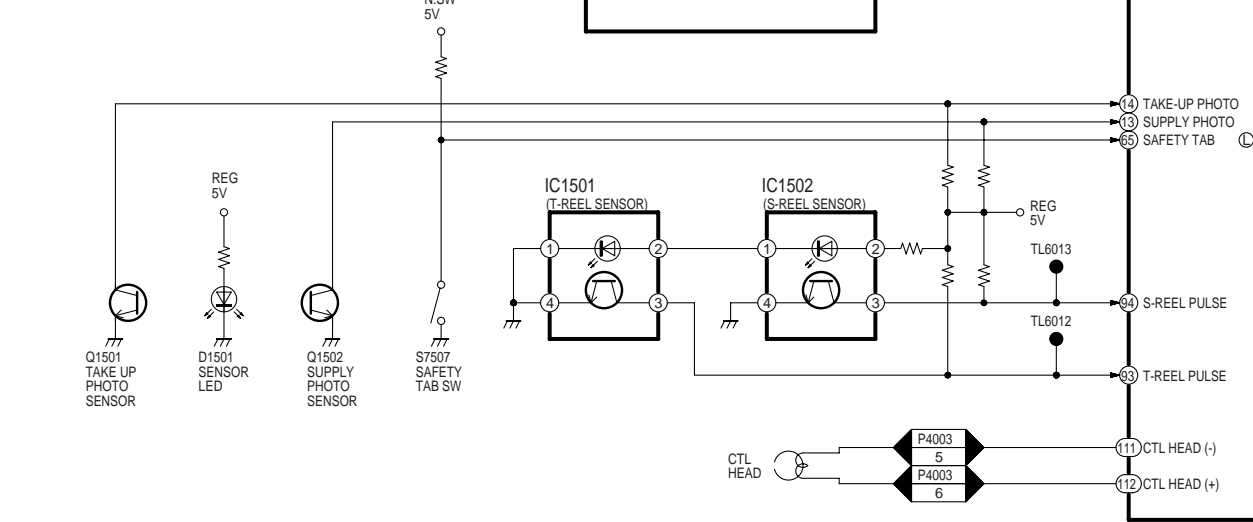 N.SW
5V
14 TAKE-UP PHOTO
13 SUPPLY PHOTO
65 SAFETY TAB L
REG
5V
IC1501
(T-REEL SENSOR)
IC1502
(S-REEL SENSOR)
REG
5V
1 2 1 2
TL6013
4 3 4 3
94 S-REEL PULSE
TL6012
Q1501
TAKE UP
PHOTO
SENSOR
D1501
SENSOR
LED
Q1502
SUPPLY
PHOTO
SENSOR
S7507
SAFETY
TAB SW
93 T-REEL PULSE
CTL
HEAD
P4003
5
P4003
6
111 CTL HEAD (-)
112 CTL HEAD (+)